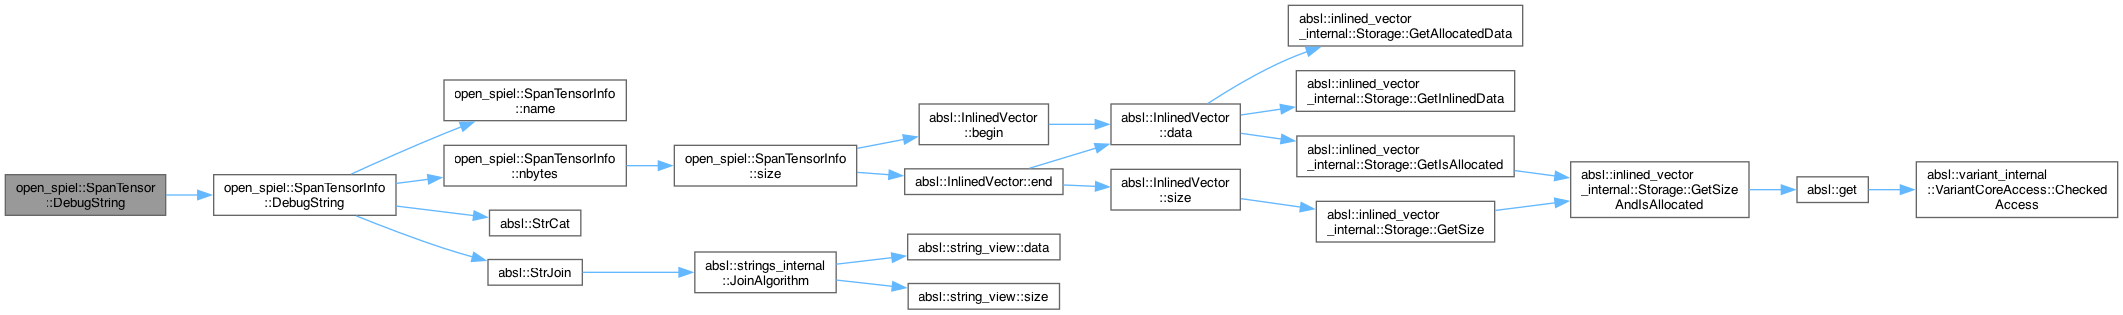 open_spiel::SpanTensor
::DebugString
open_spiel::SpanTensorInfo
::DebugString
open_spiel::SpanTensorInfo
::name
open_spiel::SpanTensorInfo
::nbytes
absl::StrCat
absl::StrJoin
open_spiel::SpanTensorInfo
::size
absl::strings_internal
::JoinAlgorithm
absl::InlinedVector
::begin
absl::InlinedVector::end
absl::string_view::data
absl::string_view::size
absl::InlinedVector
::data
absl::InlinedVector
::size
absl::inlined_vector
_internal::Storage::GetAllocatedData
absl::inlined_vector
_internal::Storage::GetInlinedData
absl::inlined_vector
_internal::Storage::GetIsAllocated
absl::inlined_vector
_internal::Storage::GetSize
absl::inlined_vector
_internal::Storage::GetSize
AndIsAllocated
absl::get
absl::variant_internal
::VariantCoreAccess::Checked
Access